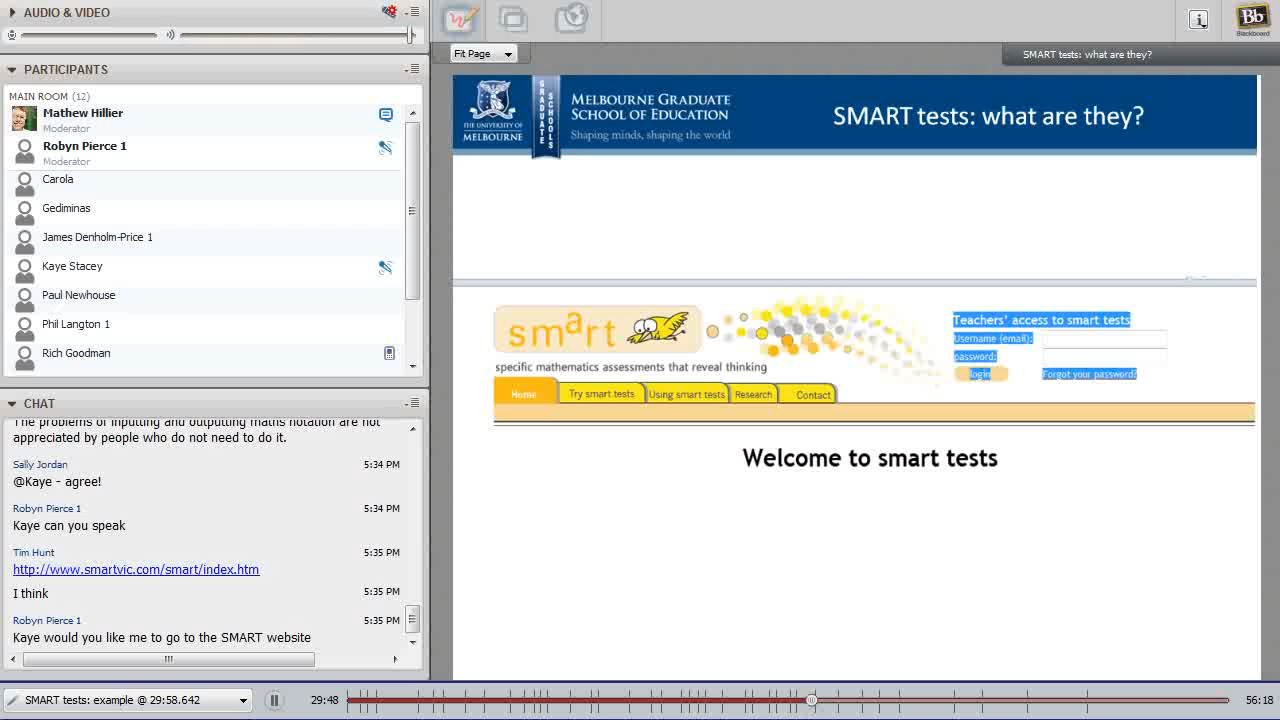 AUDIO & VIDEO
PARTICIPANTS
MAIN ROOM (12)
Mathew Hillier
Moderator
Robyn Pierce 1
Moderator
Carola
Gediminas
James Denholm-Price 1
Kaye Stacey
Paul Newhouse
Phil Langton 1
Rich Goodman
CHAT
The problems of inputting and outputting maths notation are not
appreciated by people who do not need to do it.
Sally Jordan 5:34 PM
@Kaye - agree!
Robyn Pierce 1 5:34 PM
Kaye can you speak
Tim Hunt 5:35 PM
http://www.smartvic.com/smart/index.htm
I think 5:35 PM
Robyn Pierce 1 5:35 PM
Kaye would you like me to go to the SMART website
SMART tests: example @ 29:58.642
29:48
56:18
Bb
Blackboard
Fit Page
SMART tests: what are they?
THE UNIVERSITY OF
MELBOURNE
GRADUATE
SCHOOLS
MELBOURNE GRADUATE
SCHOOL OF EDUCATION
Shaping minds, shaping the world
SMART tests: what are they?
smart
specific mathematics assessments that reveal thinking
Teachers' access to smart tests
Username (email):
password:
login
Forgot your password?
Home
Try smart tests
Using smart tests
Research
Contact
Welcome to smart tests